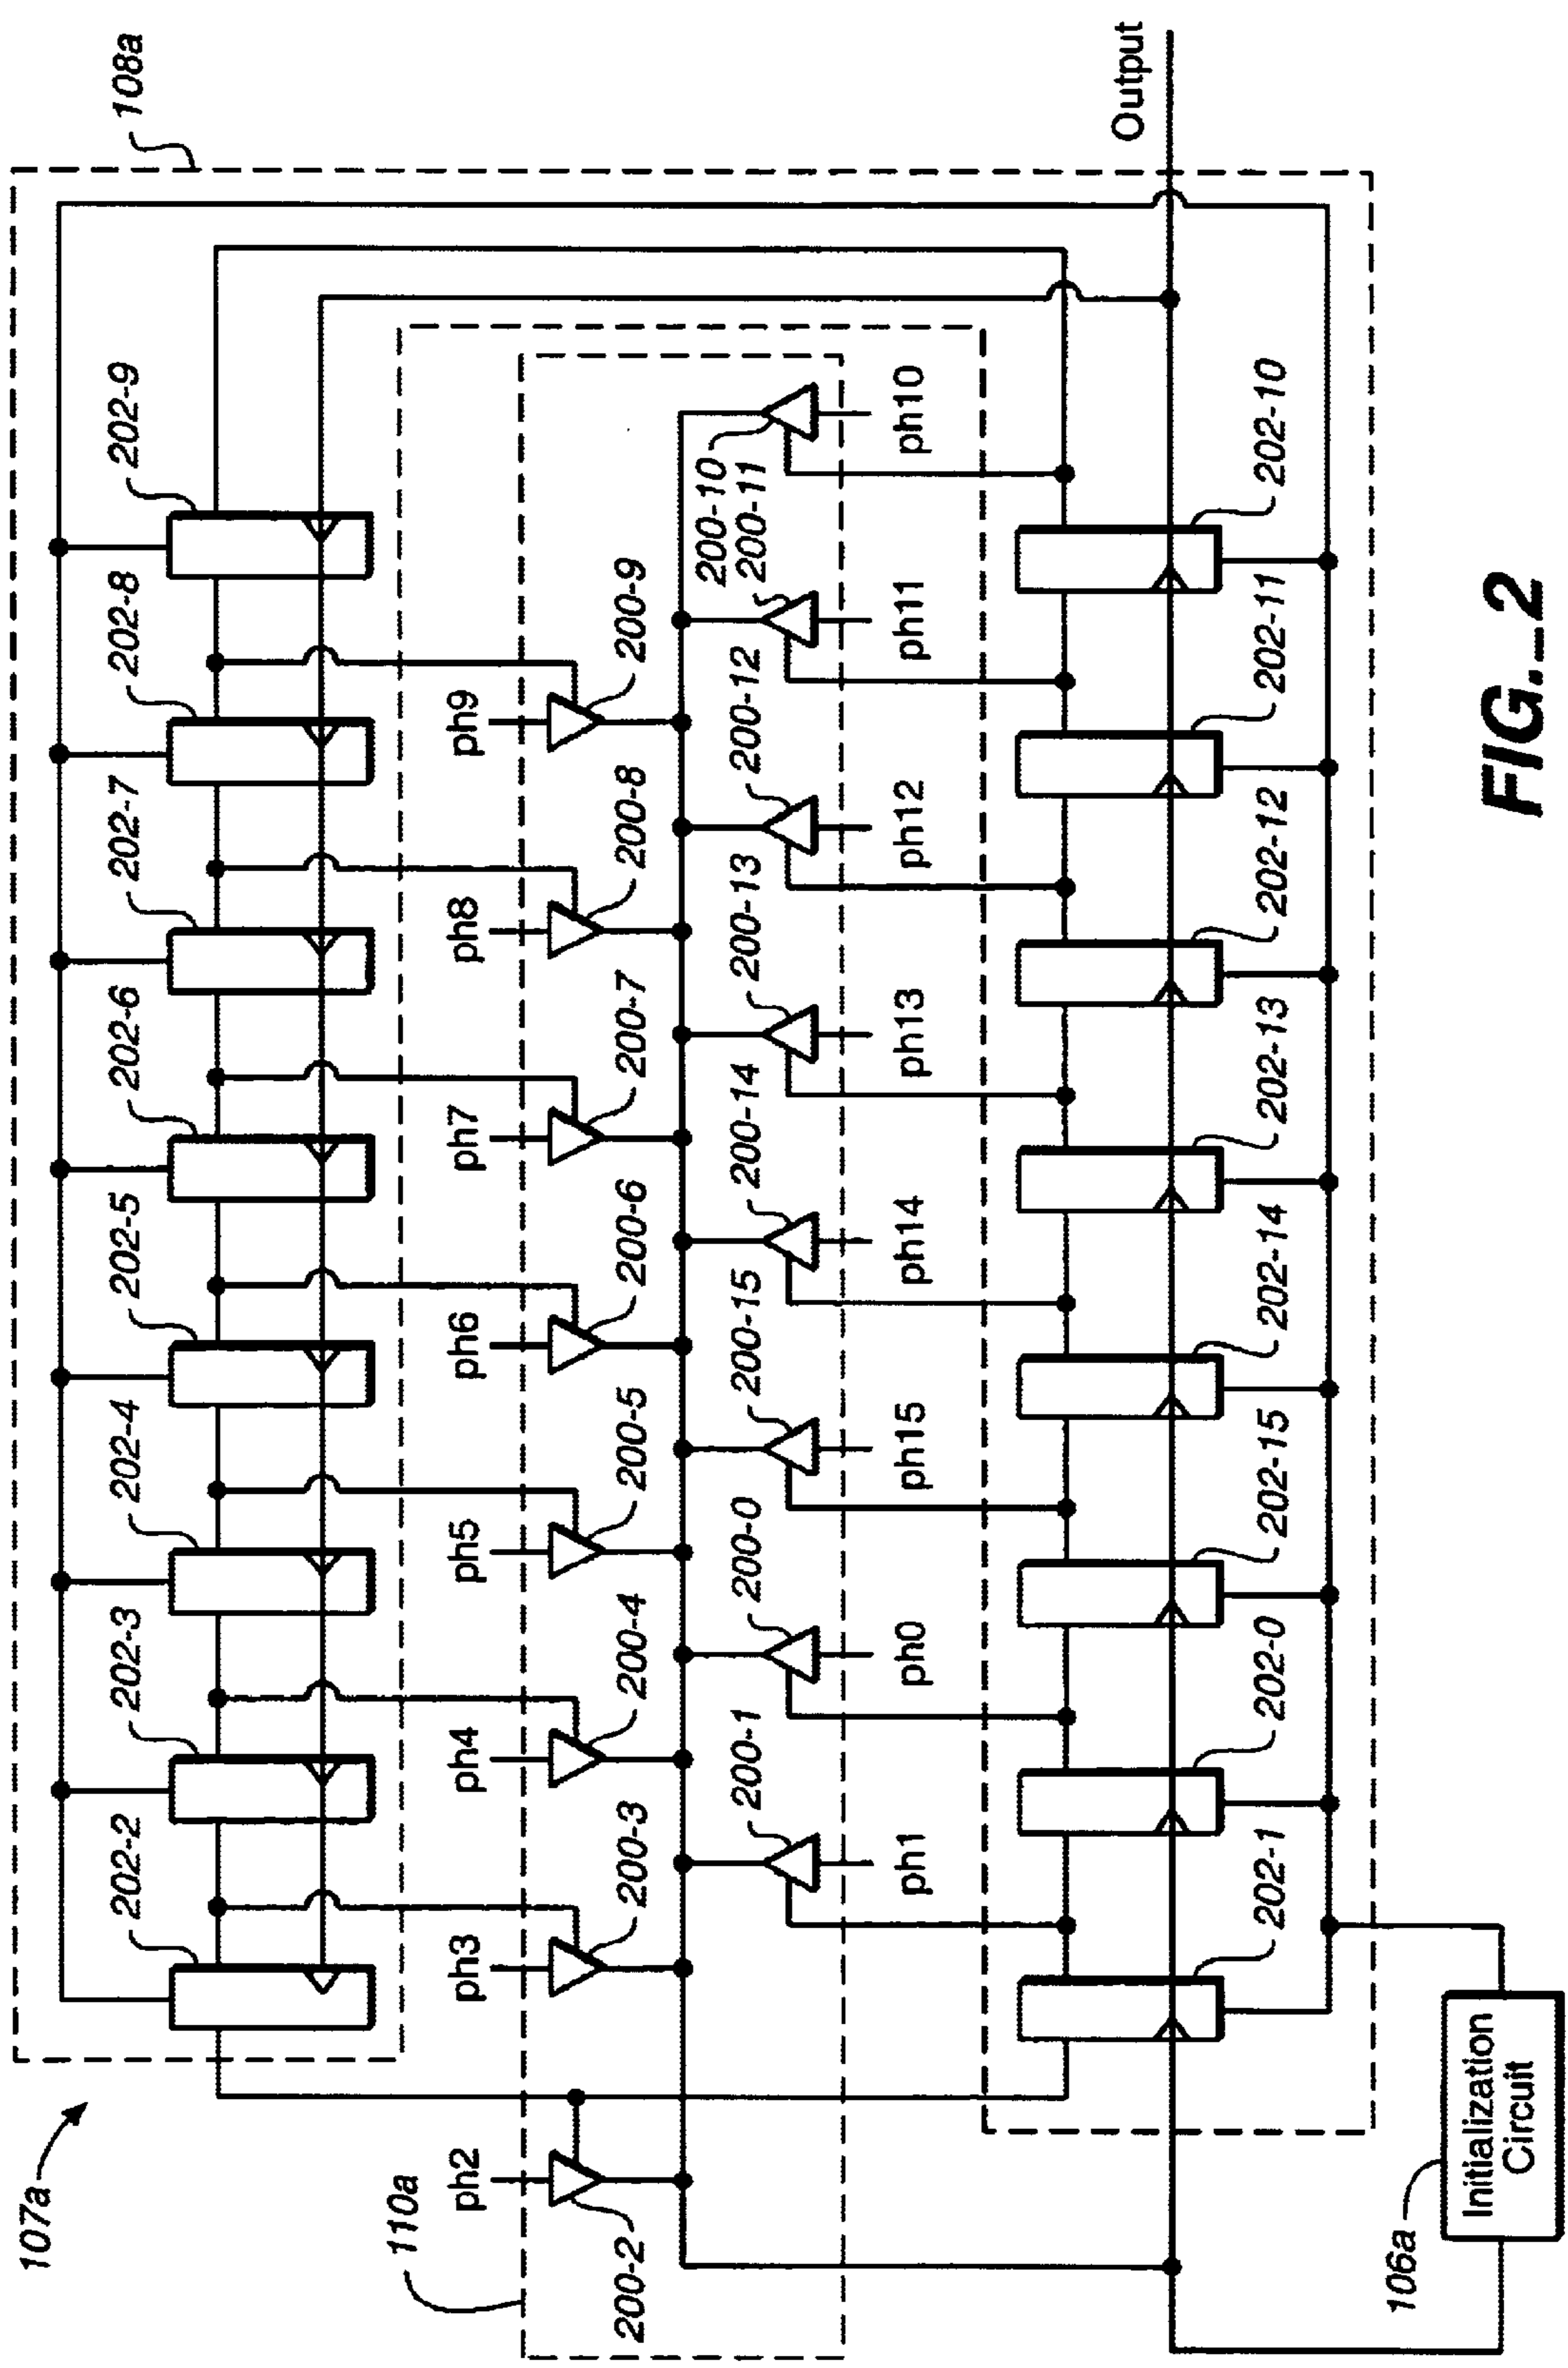 107a
108a
202-2
202-3
202-4
202-5
202-6
202-7
202-8
202-9
110a
ph2
ph3
ph4
ph5
ph6
ph7
ph8
ph9
200-2
200-3
200-4
200-5
200-6
200-7
200-8
200-9
200-1
200-0
200-15
200-14
200-13
200-12
200-11
200-10
ph1
ph0
ph15
ph14
ph13
ph12
ph11
ph10
Output
202-1
202-0
202-15
202-14
202-13
202-12
202-11
202-10
106a
Initialization
Circuit
FIG._2